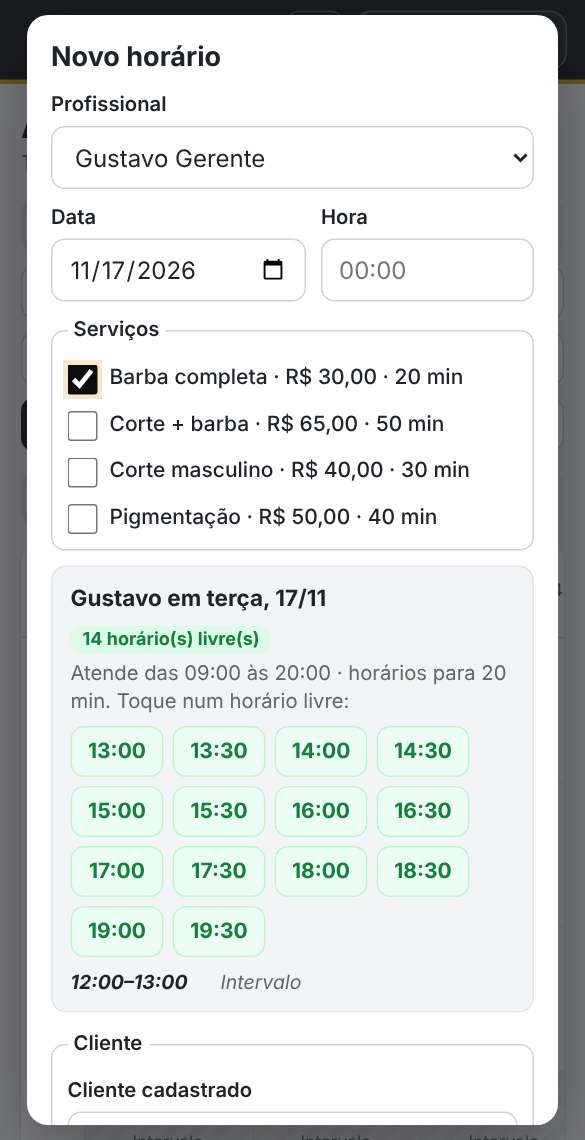 Novo horário
Profissional
Gustavo Gerente
Data
Hora
11/17/2026
00:00
Serviços
Barba completa · R$ 30,00 · 20 min
Corte + barba · R$ 65,00 · 50 min
Corte masculino · R$ 40,00 · 30 min
Pigmentação · R$ 50,00 · 40 min
Gustavo em terça, 17/11
14 horário(s) livre(s)
Atende das 09:00 às 20:00 · horários para 20
min. Toque num horário livre:
13:00 13:30 14:00 14:30
15:00 15:30 16:00 16:30
17:00 17:30 18:00 18:30
19:00 19:30
12:00–13:00 Intervalo
Cliente
Cliente cadastrado